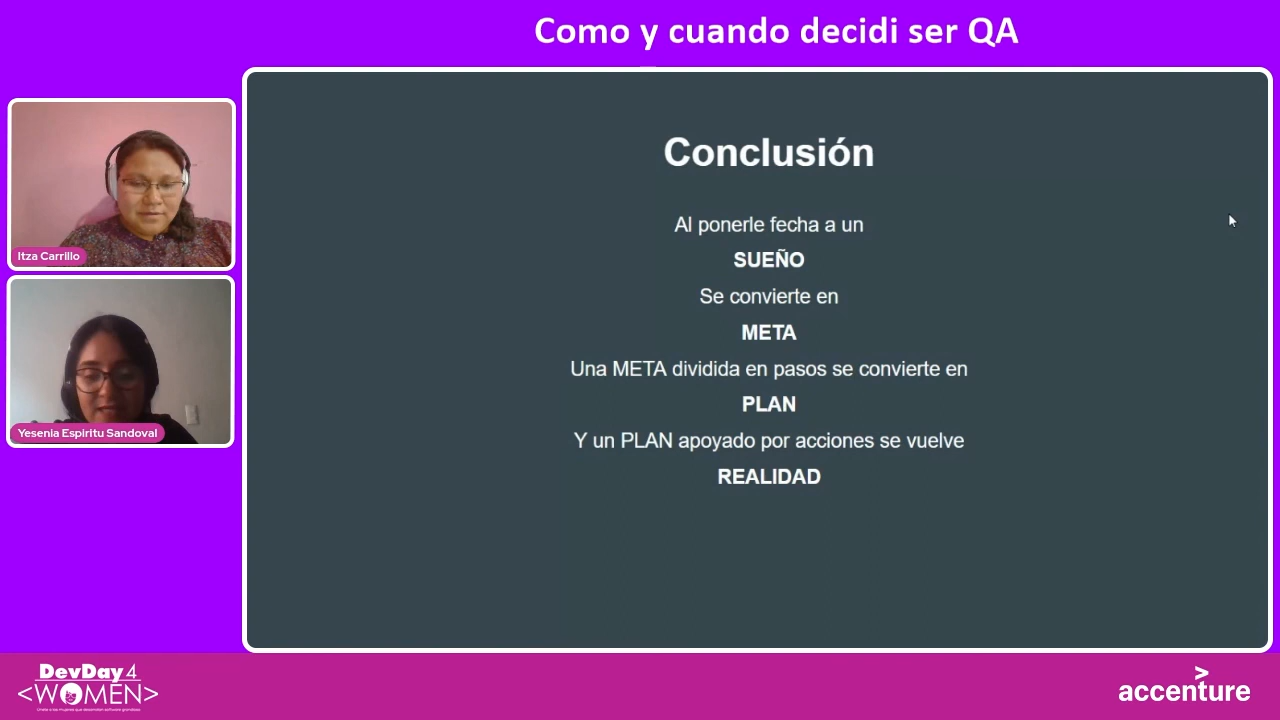 Como y cuando decidi ser QA
Itza Carrillo
Yesenia Espiritu Sandoval
Conclusión
Al ponerle fecha a un
SUEÑO
Se convierte en
META
Una META dividida en pasos se convierte en
PLAN
Y un PLAN apoyado por acciones se vuelve
REALIDAD
DevDay4
<WOMEN>
accenture